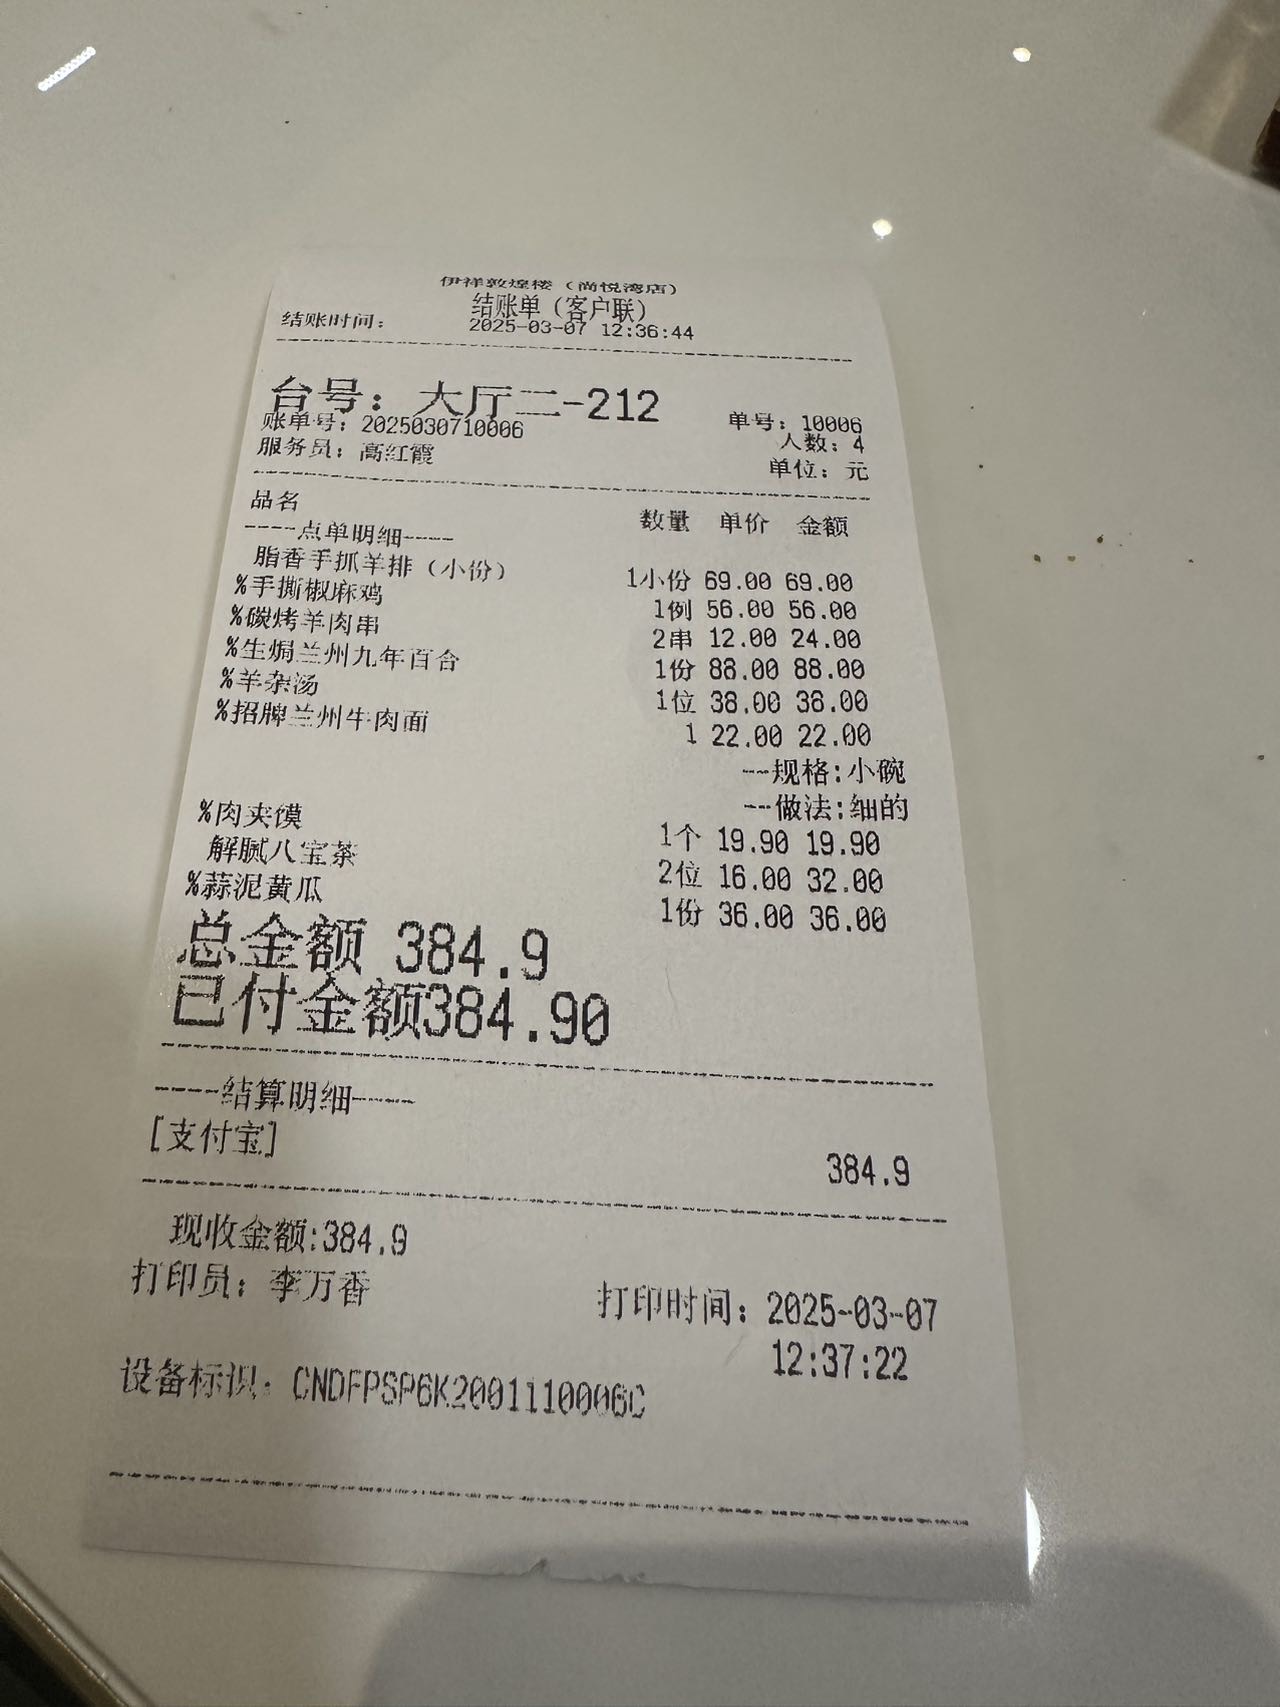 伊祥敦煌楼（尚悦湾店）
结账单（客户联）
结账时间： 2025-03-07 12:36:44
台号：大厅二-212
账单号：2025030710006 单号：10006
人数：4
服务员：高红霞 单位：元
品名 数量 单价 金额
----点单明细----
脂香手抓羊排（小份） 1小份 69.00 69.00
%手撕椒麻鸡 1例 56.00 56.00
%碳烤羊肉串 2串 12.00 24.00
%生焗兰州九年百合 1份 88.00 88.00
%羊杂汤 1位 38.00 38.00
%招牌兰州牛肉面 1 22.00 22.00
--规格:小碗
--做法:细的
%肉夹馍 1个 19.90 19.90
解腻八宝茶 2位 16.00 32.00
%蒜泥黄瓜 1份 36.00 36.00
总金额 384.9
已付金额384.90
----结算明细----
[支付宝] 384.9
现收金额:384.9
打印员：李万香 打印时间：2025-03-07
12:37:22
设备标识：CNDFPSP6K2001110006C